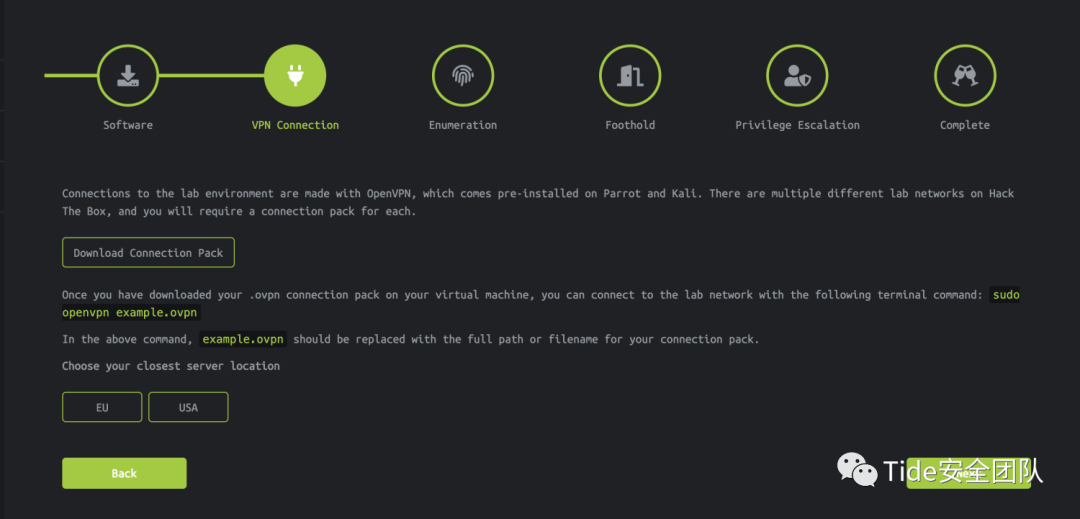 Software
VPN Connection
Enumeration
Foothold
Privilege Escalation
Complete
Connections to the lab environment are made with OpenVPN, which comes pre-installed on Parrot and Kali. There are multiple different lab networks on Hack
The Box, and you will require a connection pack for each.
Download Connection Pack
Once you have downloaded your .ovpn connection pack on your virtual machine, you can connect to the lab network with the following terminal command: sudo
openvpn example.ovpn
In the above command, example.ovpn should be replaced with the full path or filename for your connection pack.
Choose your closest server location
EU
USA
Back
Tide安全团队